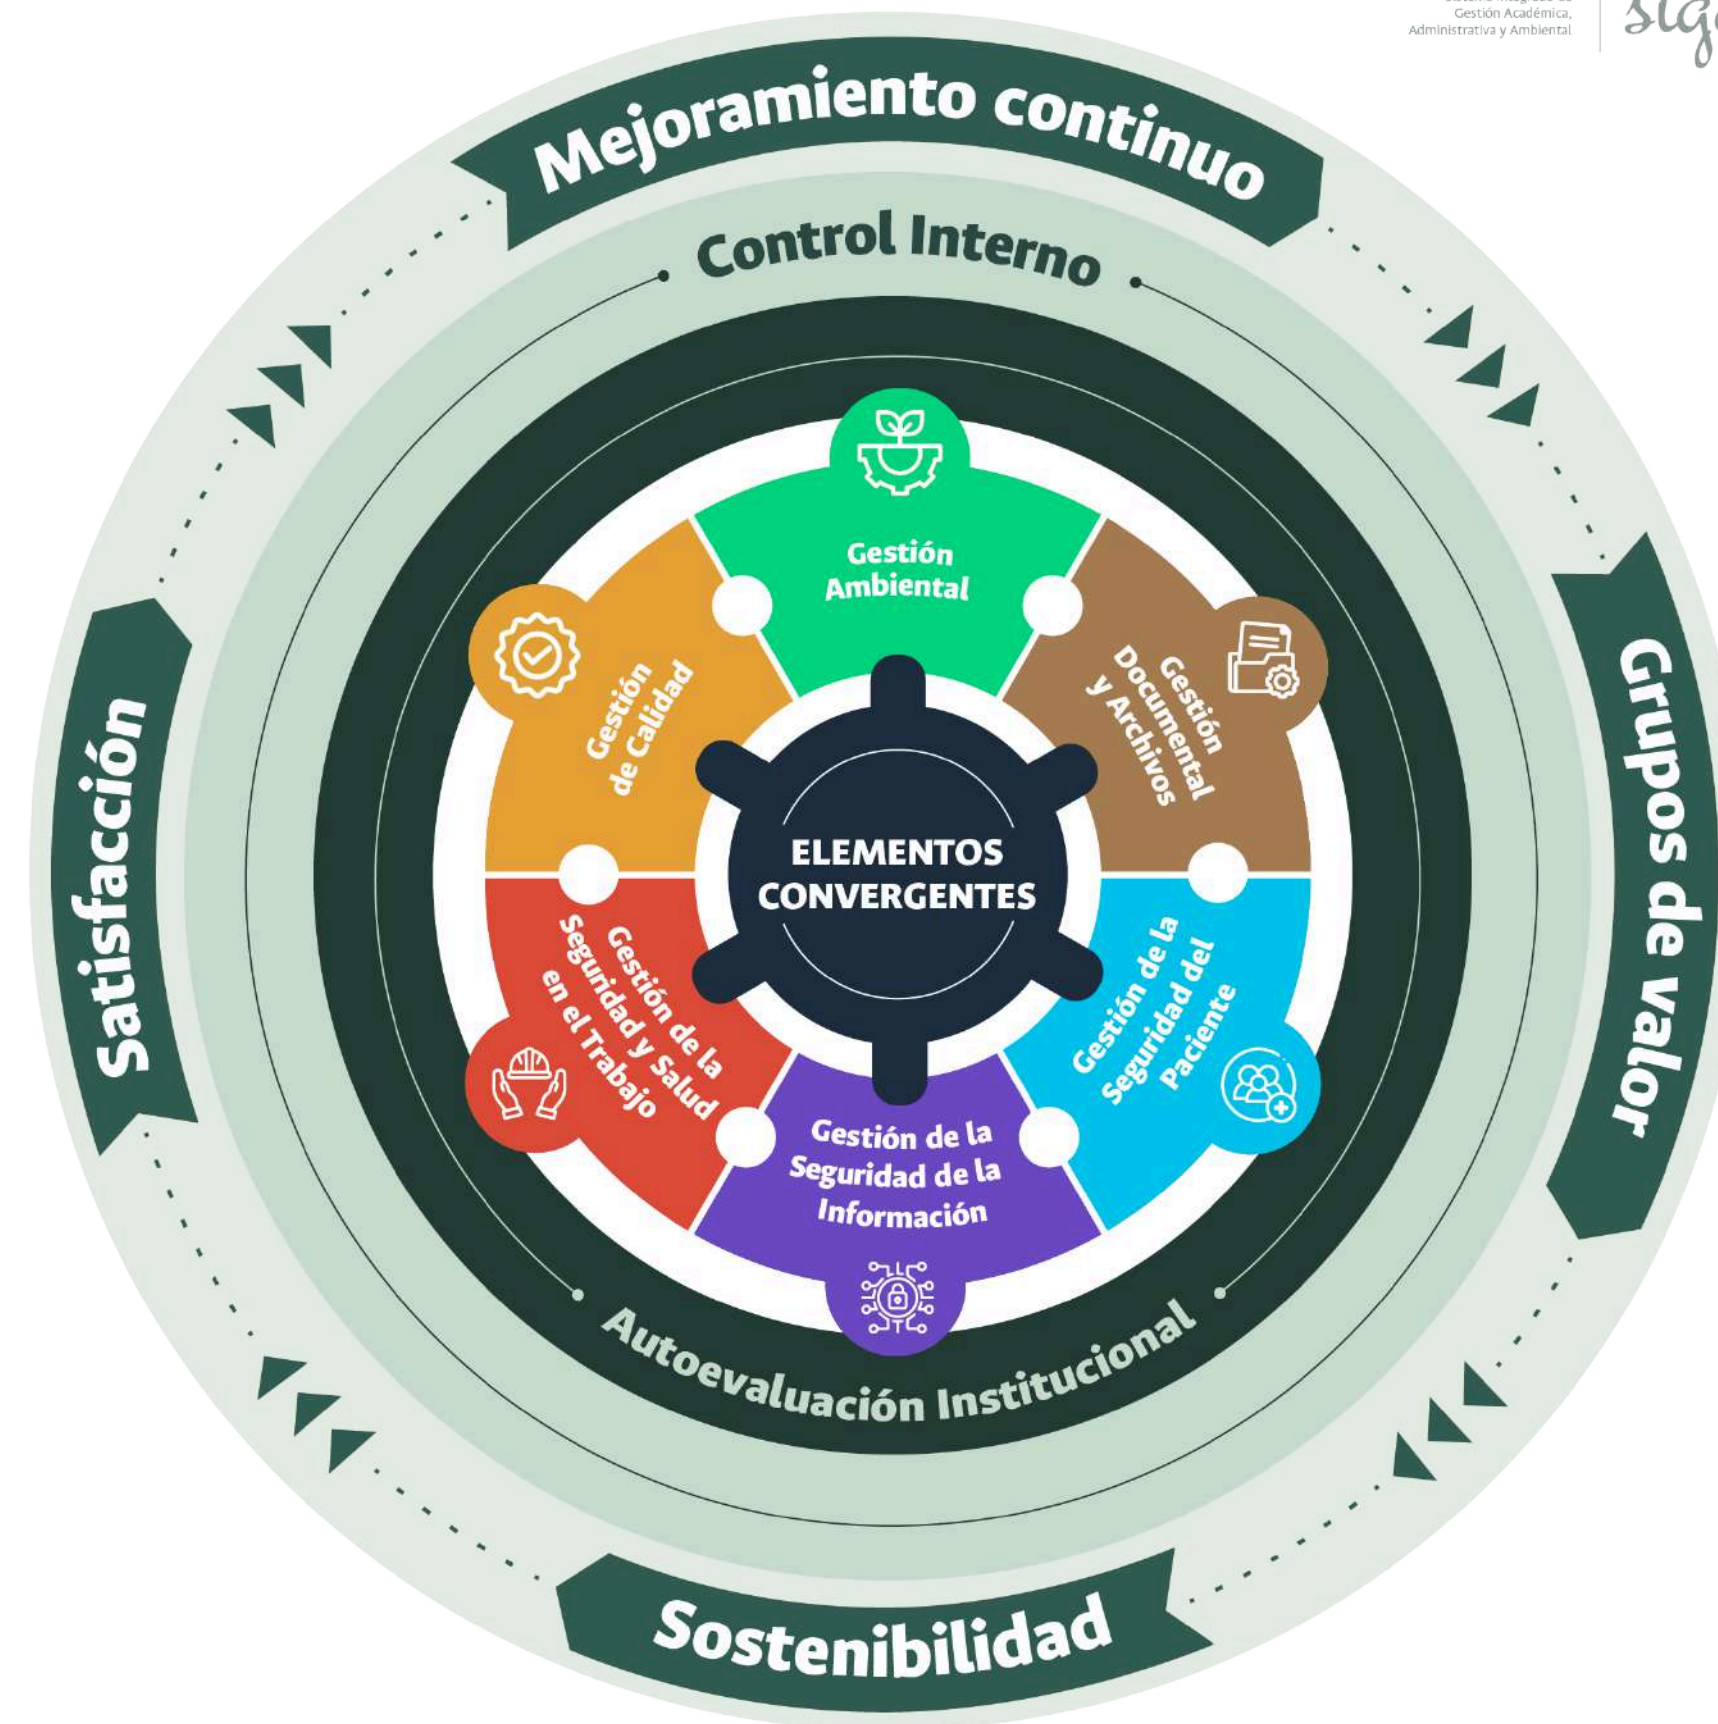 Gestión Académica,
Administrativa y Ambiental
Mejoramiento continuo
Control Interno
Gestión
Ambiental
Gestión
Documental
y Archivos
Gestión
de Calidad
ELEMENTOS
CONVERGENTES
Gestión de la
Seguridad y Salud
en el Trabajo
Gestión de la
Seguridad del
Paciente
Gestión de la
Seguridad de la
Información
Autoevaluación Institucional
Satisfacción
Grupos de valor
Sostenibilidad